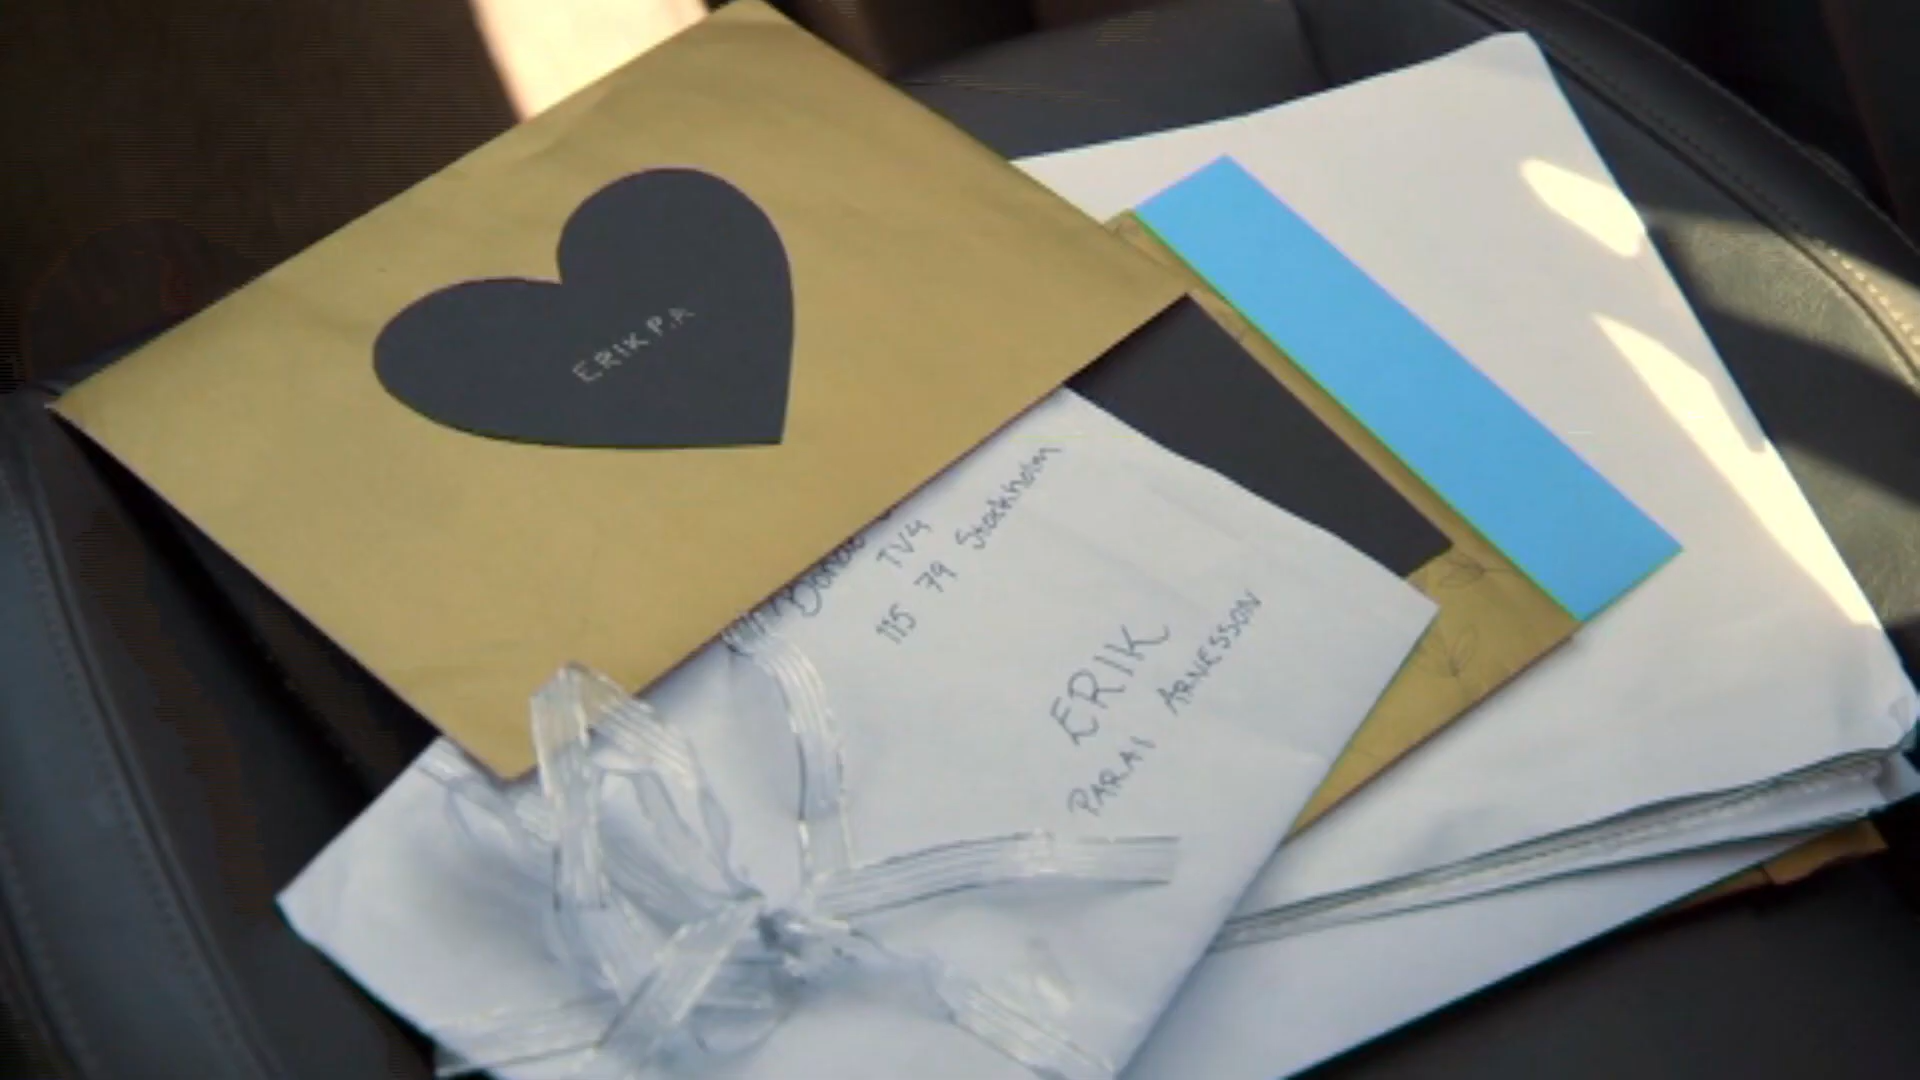 ERIK P.A
TV4
115 79 Stockholm
ERIK
PARAI ARNESSON